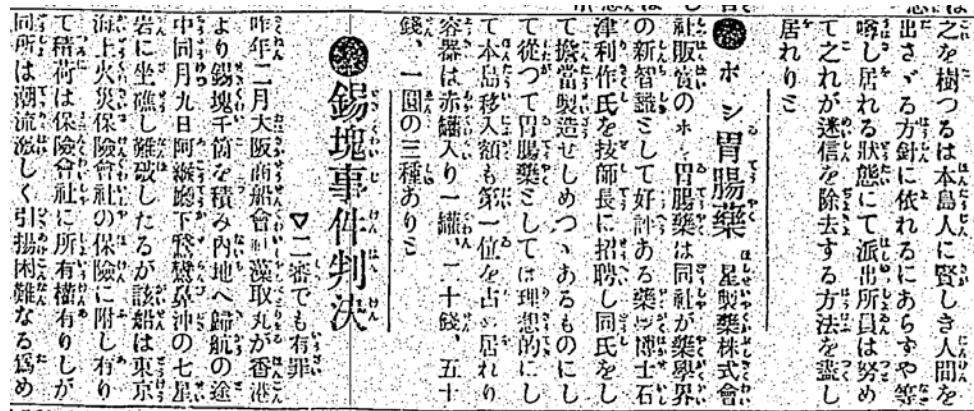 之を樹つるは本島人に賢しき人間を
出さゞる方針に依れるにあらずや等
噂し居れる狀態にて派出所員は努め
て之れが迷信を除去する方法を盡し
居れりミ
●ホシ胃腸藥 星製藥株式會
社販賣のホシ胃腸藥は同社が藥學界
の新智識ミして好評ある藥學博士石
津利作氏を技師長に招聘し同氏をし
て擔當製造せしめつゝあるものにし
て從つて胃腸藥ミしては理想的にし
て本島移入額も第一位を占め居れり
容器は赤罐入り一罐、二十錢、五十
錢、一圓の三種ありミ
●錫塊事件判決
▽二審でも有罪
昨年二月大阪商船會社漢取丸が香港
より錫塊千箇を積み內地へ歸航の途
中同月九日阿緱廳下鵞鸞鼻沖の七星
岩に坐礁し難破したるが該船は東京
海上火災保險會社の保險に附し有り
て積荷は保險會社に所有權有りしが
同所は潮流激しく引揚困難なる爲め